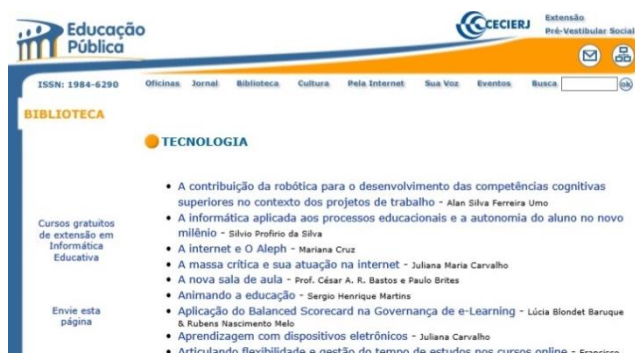 Educação
Pública
CECIERJ
Extensão
Pré-Vestibular Social
ISSN: 1984-6290
Oficinas Jornal Biblioteca Cultura Pela Internet Sua Voz Eventos Busca ok
BIBLIOTECA
TECNOLOGIA
• A contribuição da robótica para o desenvolvimento das competências cognitivas
superiores no contexto dos projetos de trabalho - Alan Silva Ferreira Umo
• A informática aplicada aos processos educacionais e a autonomia do aluno no novo
milênio - Silvio Profirio da Silva
• A internet e O Aleph - Mariana Cruz
• A massa crítica e sua atuação na internet - Juliana Maria Carvalho
• A nova sala de aula - Prof. César A. R. Bastos e Paulo Brites
• Animando a educação - Sergio Henrique Martins
• Aplicação do Balanced Scorecard na Governança de e-Learning - Lúcia Blondet Baruque
& Rubens Nascimento Melo
• Aprendizagem com dispositivos eletrônicos - Juliana Carvalho
• Articulando flexibilidade e gestão do tempo de estudos nos cursos online - Francisco
Cursos gratuitos
de extensão em
Informática
Educativa
Envie esta
página